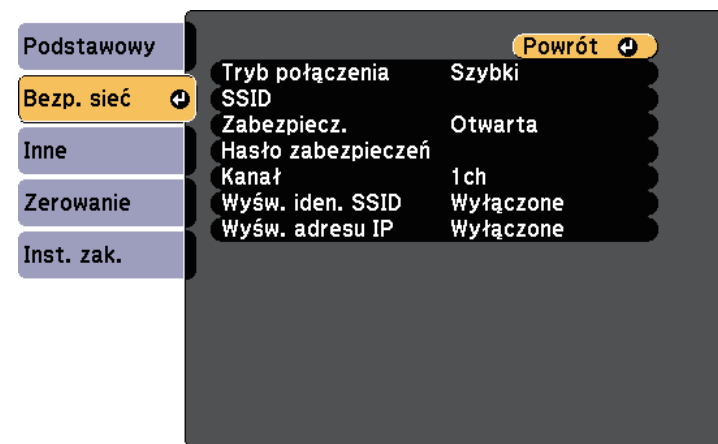 Podstawowy
Bezp. sieć
Inne
Zerowanie
Inst. zak.
Powrót
Tryb połączenia Szybki
SSID
Zabezpiecz. Otwarta
Hasło zabezpieczeń
Kanał 1ch
Wyśw. iden. SSID Wyłączone
Wyśw. adresu IP Wyłączone